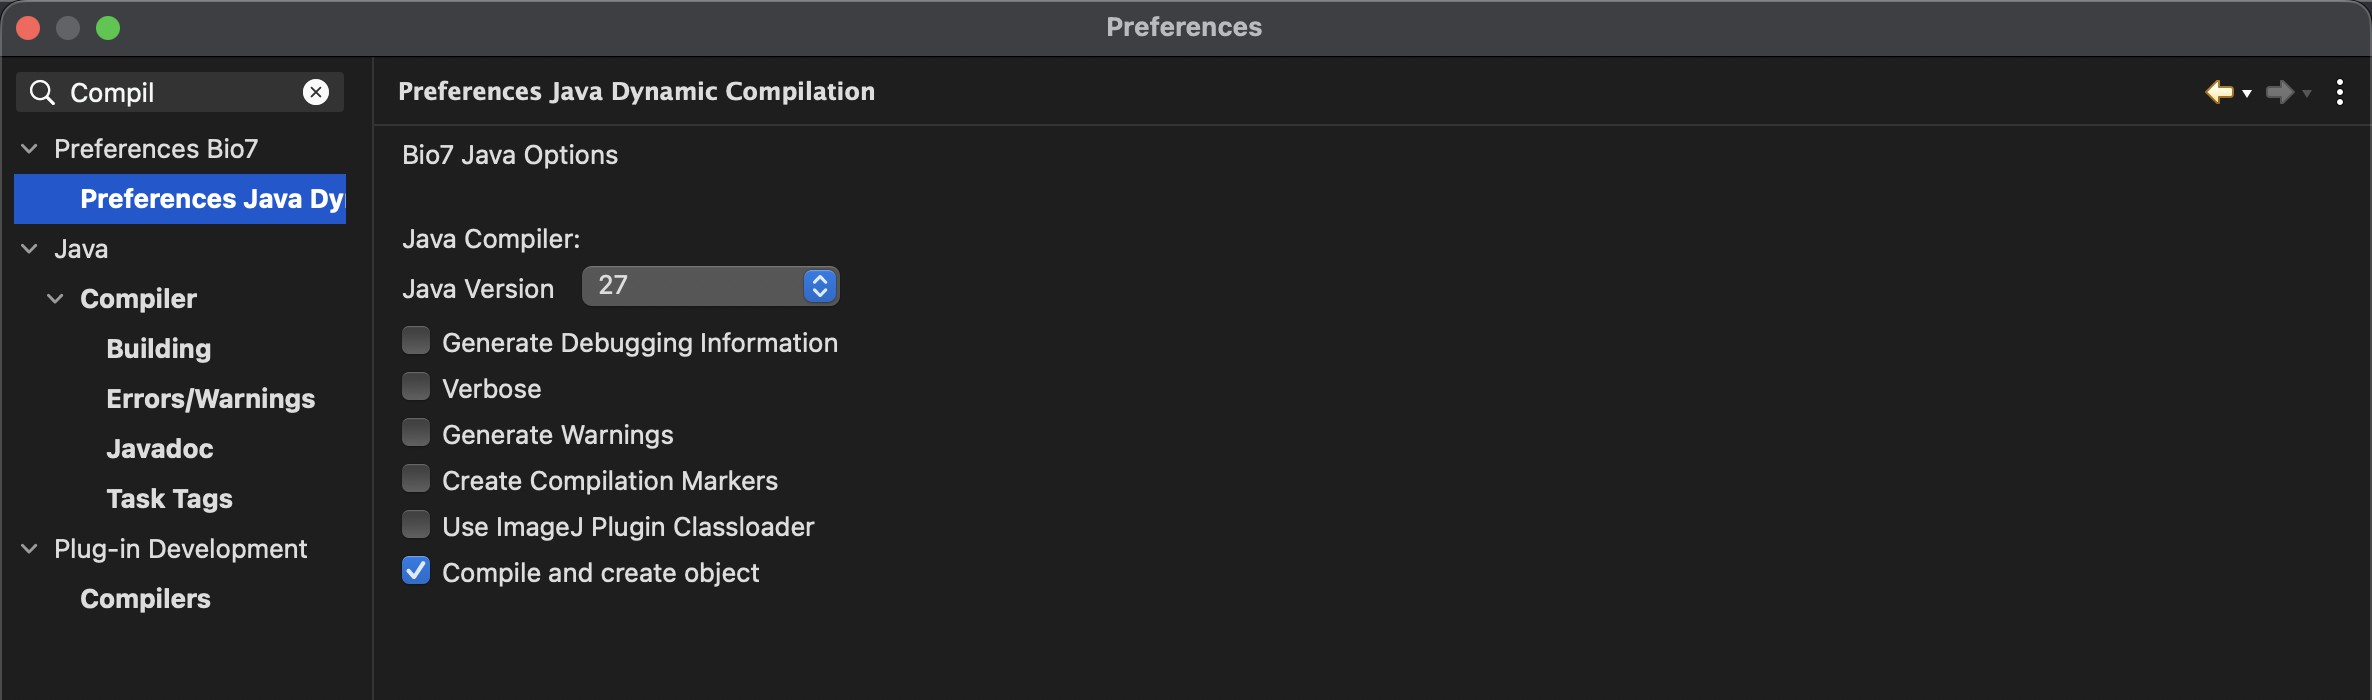 Preferences
Compil
Preferences Bio7
Preferences Java Dy
Java
Compiler
Building
Errors/Warnings
Javadoc
Task Tags
Plug-in Development
Compilers
Preferences Java Dynamic Compilation
Bio7 Java Options
Java Compiler:
Java Version 27
Generate Debugging Information
Verbose
Generate Warnings
Create Compilation Markers
Use ImageJ Plugin Classloader
Compile and create object